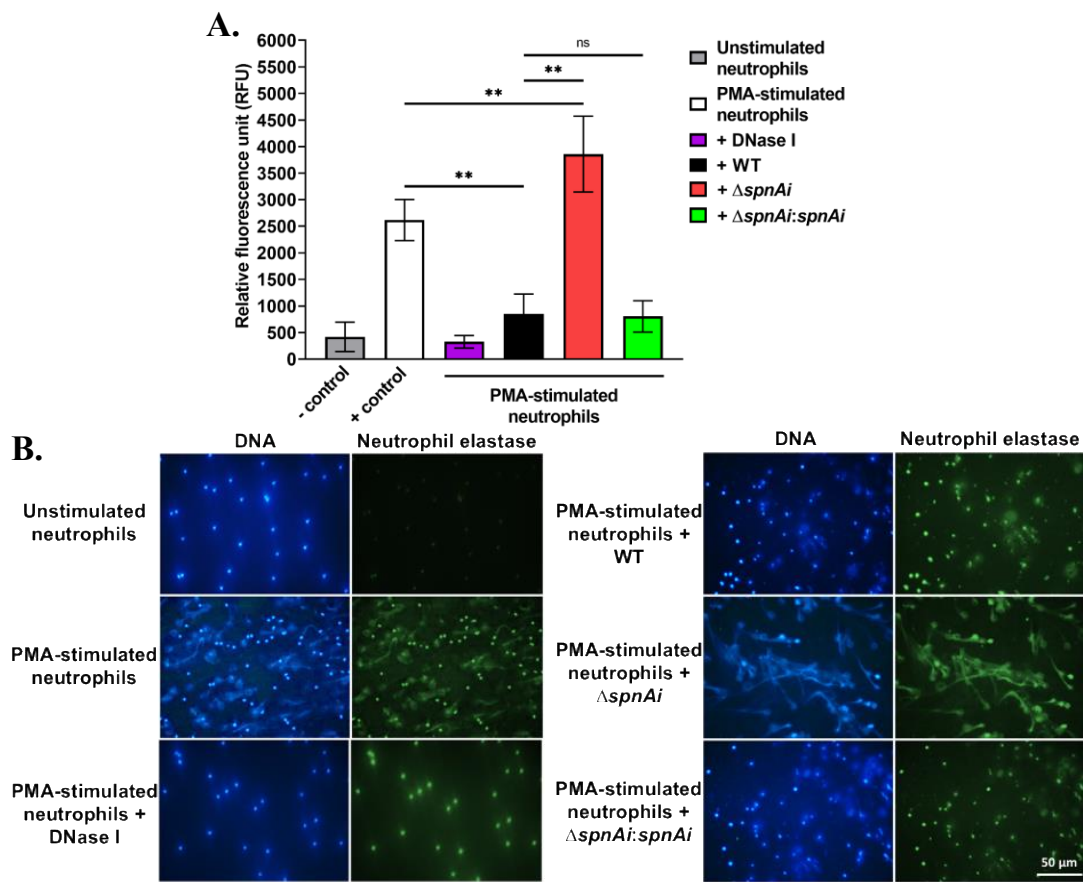 A.
Relative fluorescence unit (RFU)
6000
5500
5000
4500
4000
3500
3000
2500
2000
1500
1000
500
0
ns
**
**
**
- control
+ control
PMA-stimulated
neutrophils
Unstimulated
neutrophils
PMA-stimulated
neutrophils
+ DNase I
+ WT
+ ΔspnAi
+ ΔspnAi:spnAi
B.
DNA
Neutrophil elastase
Unstimulated
neutrophils
PMA-stimulated
neutrophils
PMA-stimulated
neutrophils +
DNase I
DNA
Neutrophil elastase
PMA-stimulated
neutrophils +
WT
PMA-stimulated
neutrophils +
ΔspnAi
PMA-stimulated
neutrophils +
ΔspnAi:spnAi
50 μm